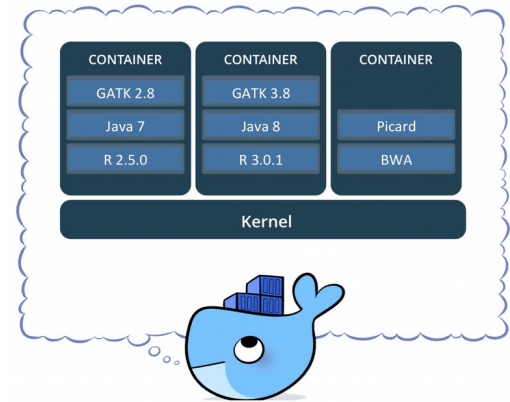 CONTAINER
GATK 2.8
Java 7
R 2.5.0
CONTAINER
GATK 3.8
Java 8
R 3.0.1
CONTAINER
Picard
BWA
Kernel